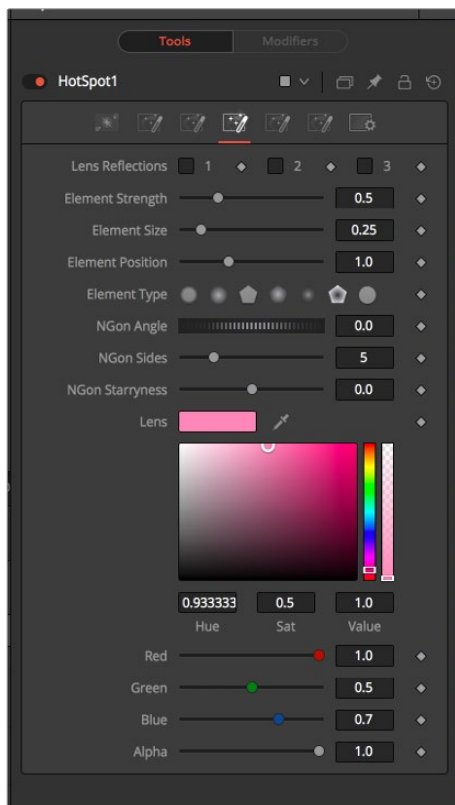 Tools Modifiers
HotSpot1
Lens Reflections 1 2 3
Element Strength 0.5
Element Size 0.25
Element Position 1.0
Element Type
NGon Angle 0.0
NGon Sides 5
NGon Starryness 0.0
Lens
0.933333 0.5 1.0
Hue Sat Value
Red 1.0
Green 0.5
Blue 0.7
Alpha 1.0